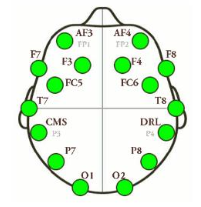 AF3 AF4
FP1 FP2
F7 F3 F4 F8
FC5 FC6
T7 T8
CMS DRL
P3 P4
P7 P8
O1 O2